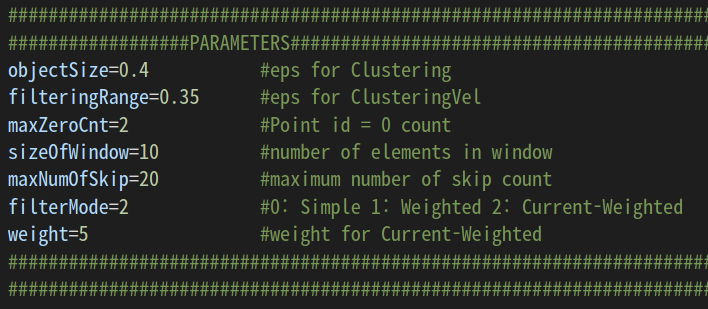 ######################################################################
##################PARAMETERS##########################################
objectSize=0.4 #eps for Clustering
filteringRange=0.35 #eps for ClusteringVel
maxZeroCnt=2 #Point id = 0 count
sizeOfWindow=10 #number of elements in window
maxNumOfSkip=20 #maximum number of skip count
filterMode=2 #0: Simple 1: Weighted 2: Current-Weighted
weight=5 #weight for Current-Weighted
######################################################################
######################################################################